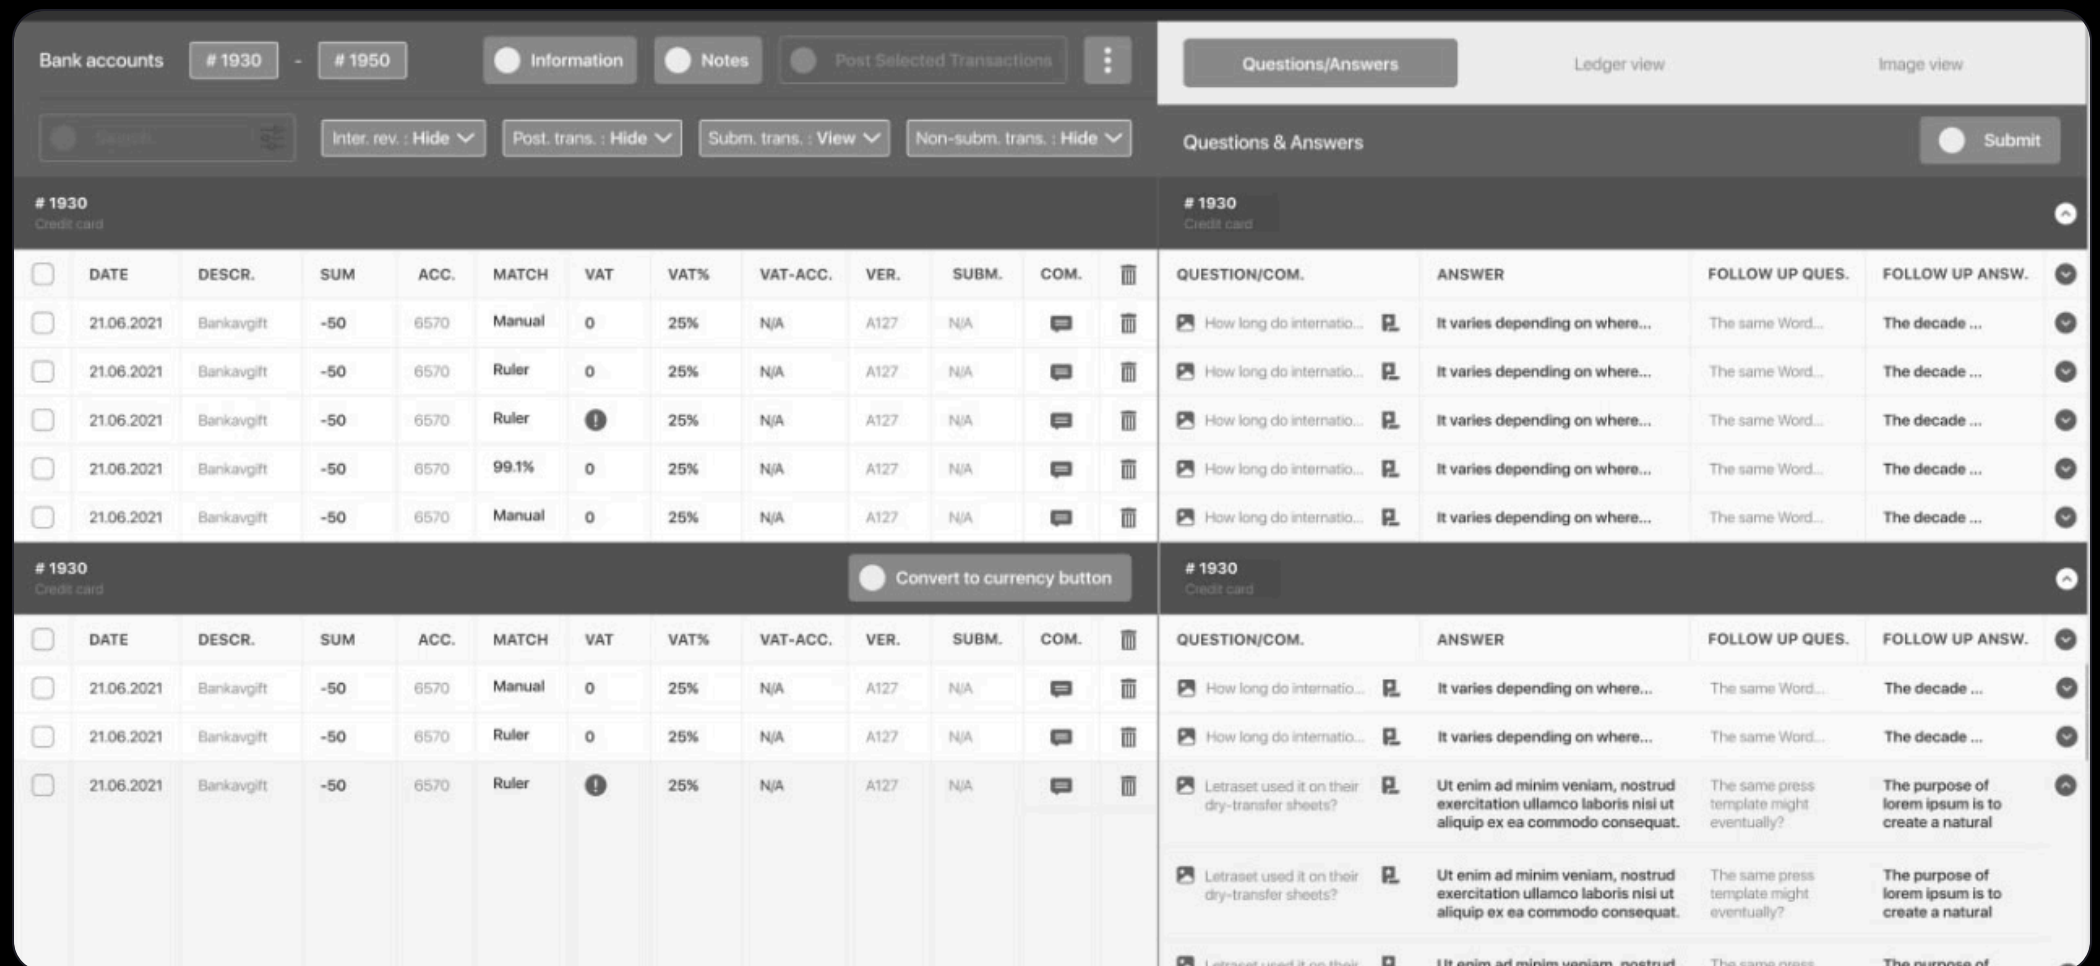 Bank accounts # 1930 - # 1950 Information Notes Post Selected Transactions
Questions/Answers Ledger view Image view
Search Inter. rev. : Hide Post. trans. : Hide Subm. trans. : View Non-subm. trans. : Hide
Questions & Answers Submit
# 1930
Credit card
# 1930
Credit card
DATE DESCR. SUM ACC. MATCH VAT VAT% VAT-ACC. VER. SUBM. COM.
QUESTION/COM. ANSWER FOLLOW UP QUES. FOLLOW UP ANSW.
21.06.2021 Bankavgift -50 6570 Manual 0 25% N/A A127 N/A
How long do internatio... It varies depending on where... The same Word... The decade ...
21.06.2021 Bankavgift -50 6570 Ruler 0 25% N/A A127 N/A
How long do internatio... It varies depending on where... The same Word... The decade ...
21.06.2021 Bankavgift -50 6570 Ruler ! 25% N/A A127 N/A
How long do internatio... It varies depending on where... The same Word... The decade ...
21.06.2021 Bankavgift -50 6570 99.1% 0 25% N/A A127 N/A
How long do internatio... It varies depending on where... The same Word... The decade ...
21.06.2021 Bankavgift -50 6570 Manual 0 25% N/A A127 N/A
How long do internatio... It varies depending on where... The same Word... The decade ...
# 1930
Credit card
Convert to currency button
# 1930
Credit card
DATE DESCR. SUM ACC. MATCH VAT VAT% VAT-ACC. VER. SUBM. COM.
QUESTION/COM. ANSWER FOLLOW UP QUES. FOLLOW UP ANSW.
21.06.2021 Bankavgift -50 6570 Manual 0 25% N/A A127 N/A
How long do internatio... It varies depending on where... The same Word... The decade ...
21.06.2021 Bankavgift -50 6570 Ruler 0 25% N/A A127 N/A
How long do internatio... It varies depending on where... The same Word... The decade ...
21.06.2021 Bankavgift -50 6570 Ruler ! 25% N/A A127 N/A
Letraset used it on their
dry-transfer sheets?
Ut enim ad minim veniam, nostrud
exercitation ullamco laboris nisi ut
aliquip ex ea commodo consequat.
The same press
template might
eventually?
The purpose of
lorem ipsum is to
create a natural
Letraset used it on their
dry-transfer sheets?
Ut enim ad minim veniam, nostrud
exercitation ullamco laboris nisi ut
aliquip ex ea commodo consequat.
The same press
template might
eventually?
The purpose of
lorem ipsum is to
create a natural
Letraset used it on their
Ut enim ad minim veniam, nostrud
The same press
The purpose of